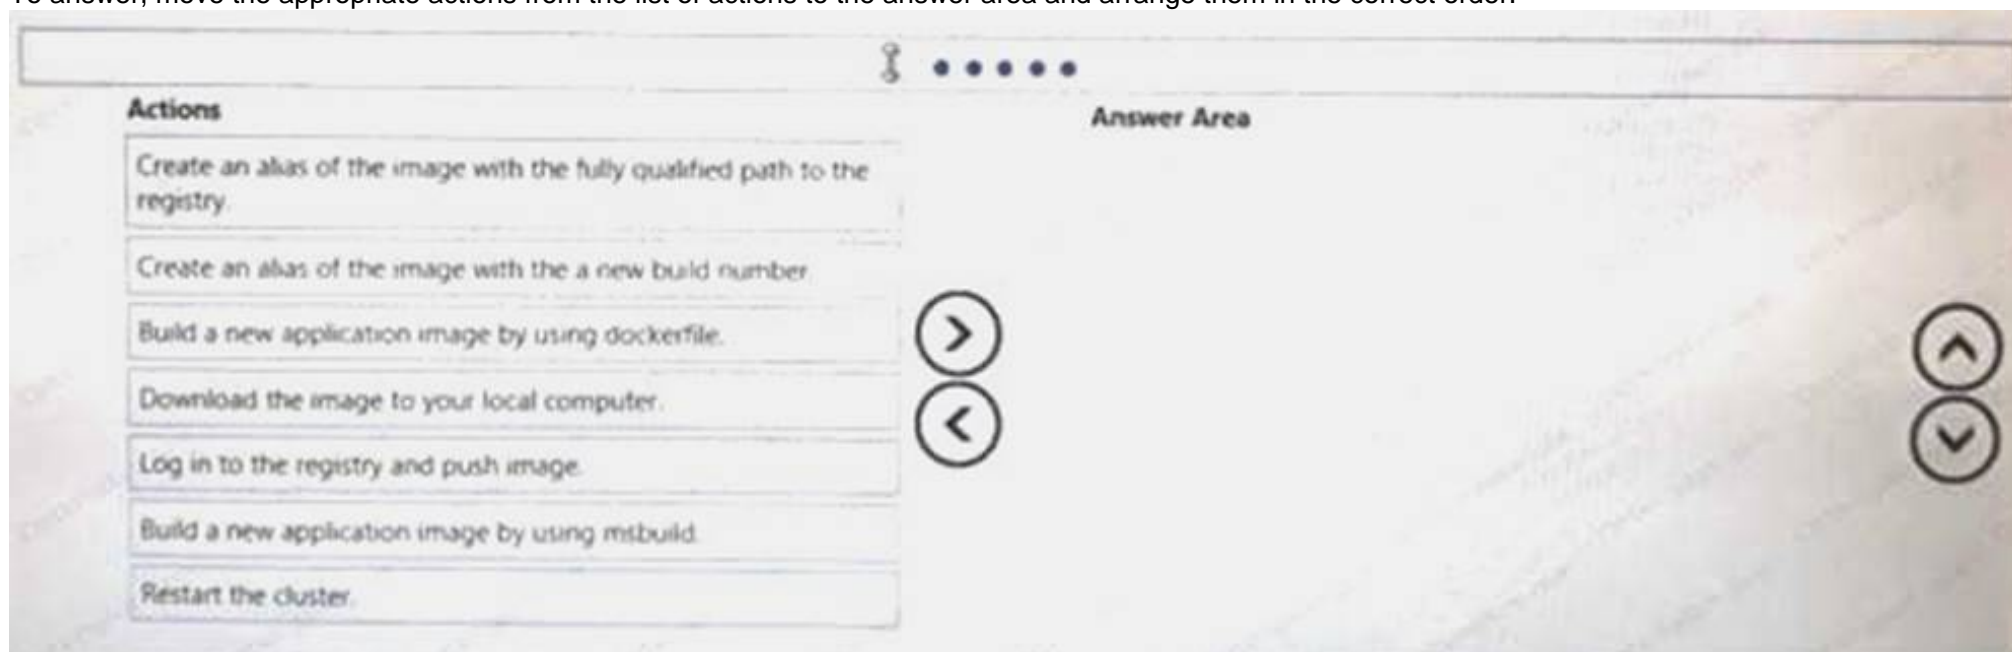 To answer, move the appropriate actions from the list of actions to the answer area and arrange them in the correct order.
Actions
Answer Area
Create an alias of the image with the fully qualified path to the
registry.
Create an alias of the image with the a new build number
Build a new application image by using dockerfile.
Download the image to your local computer.
Log in to the registry and push image.
Build a new application image by using msbuild.
Restart the cluster.